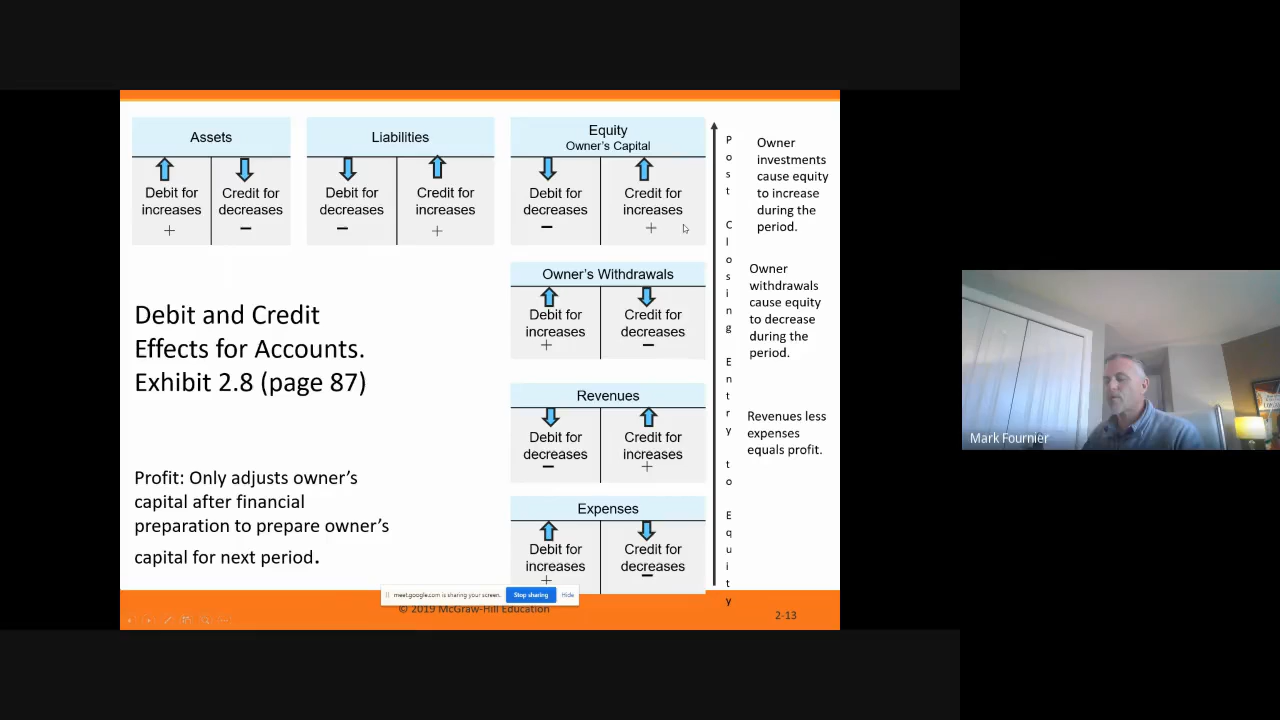 Assets
Debit for
increases
+
Credit for
decreases
−
Liabilities
Debit for
decreases
−
Credit for
increases
+
Equity
Owner's Capital
Debit for
decreases
−
Credit for
increases
+
Owner's Withdrawals
Debit for
increases
+
Credit for
decreases
−
Revenues
Debit for
decreases
−
Credit for
increases
+
Expenses
Debit for
increases
+
Credit for
decreases
−
Post Closing Entry to Equity
Owner
investments
cause equity
to increase
during the
period.
Owner
withdrawals
cause equity
to decrease
during the
period.
Revenues less
expenses
equals profit.
Debit and Credit
Effects for Accounts.
Exhibit 2.8 (page 87)
Profit: Only adjusts owner's
capital after financial
preparation to prepare owner's
capital for next period.
meet.google.com is sharing your screen.
Stop sharing
Hide
© 2019 McGraw-Hill Education
2-13
Mark Fournier